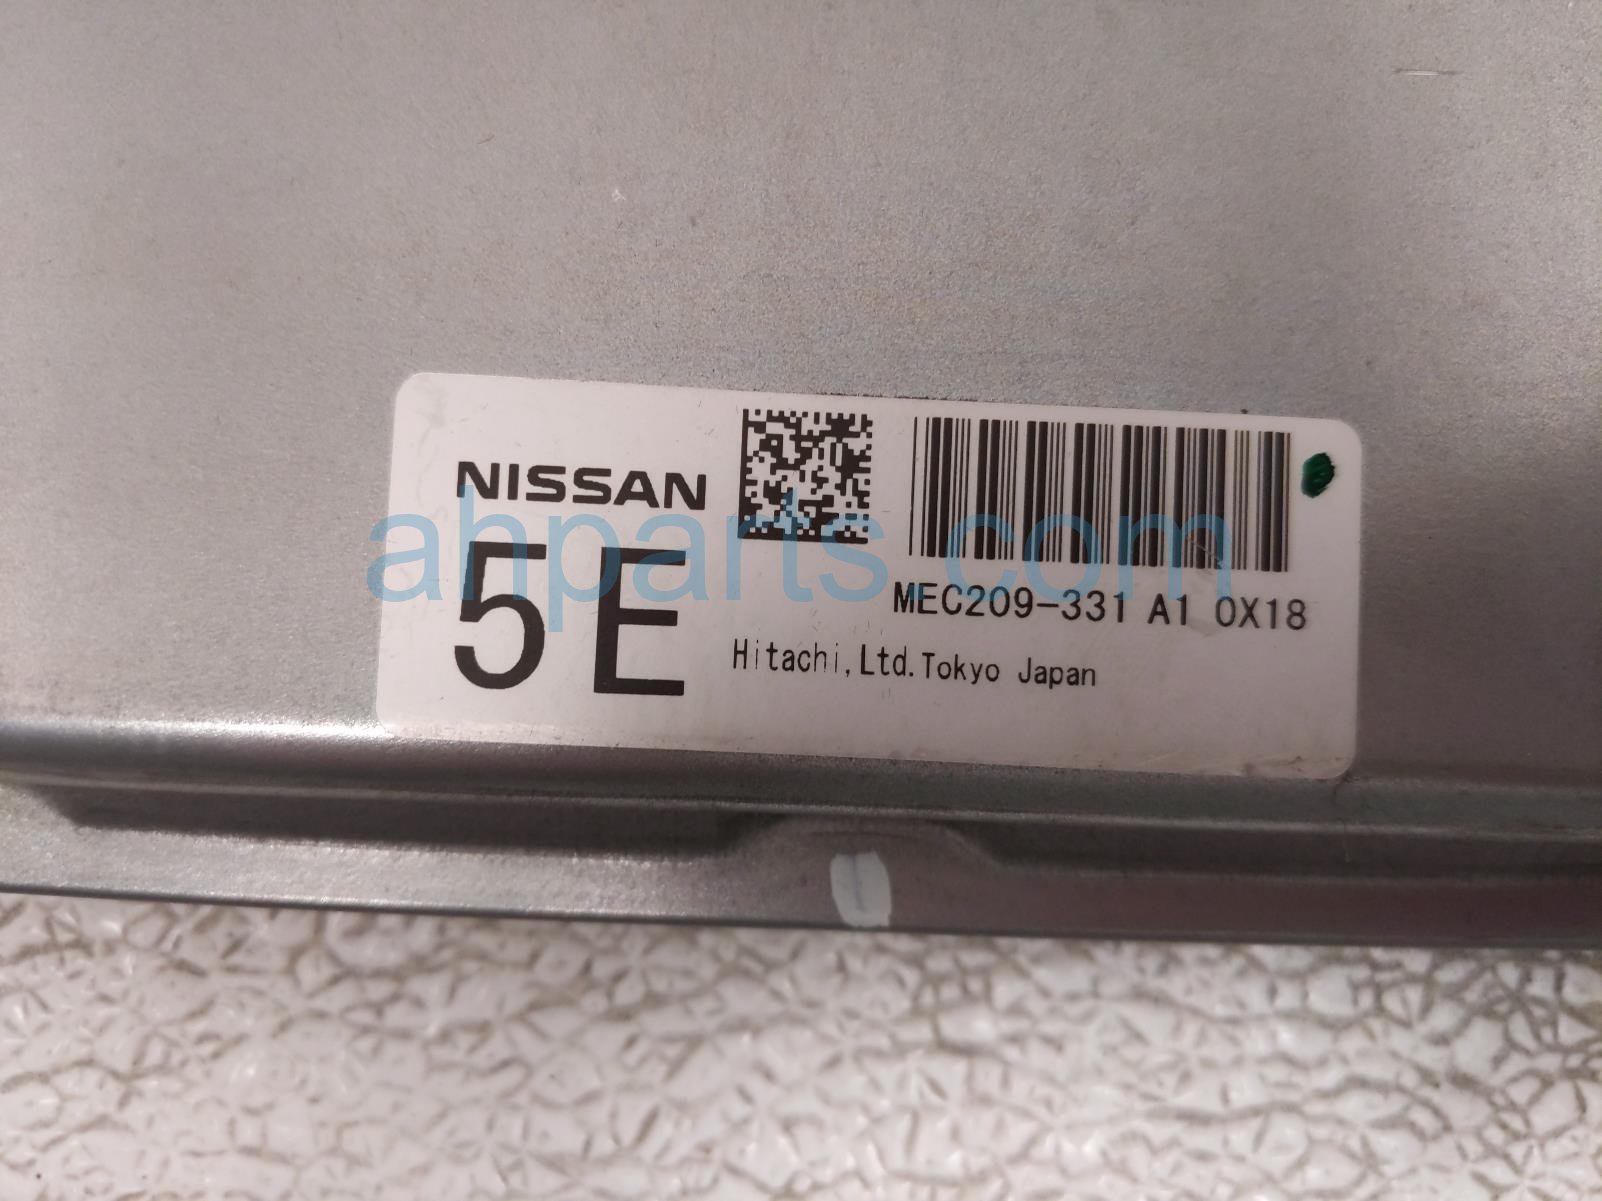 NISSAN
5E
MEC209-331 A1 0X18
Hitachi,Ltd.Tokyo Japan
ahparts.com